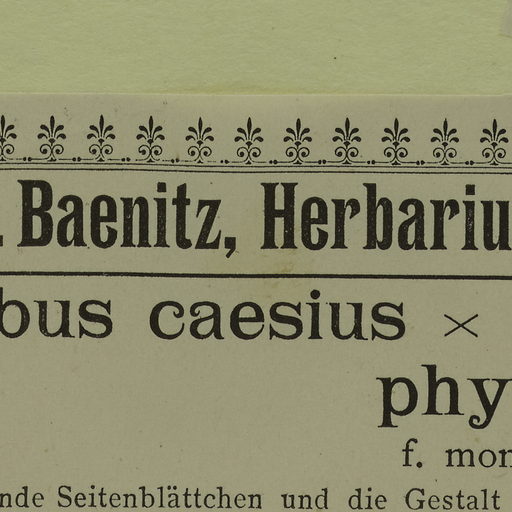 . Baenitz, Herbariu
bus caesius ×
phy
f. mon
nde Seitenblättchen und die Gestalt